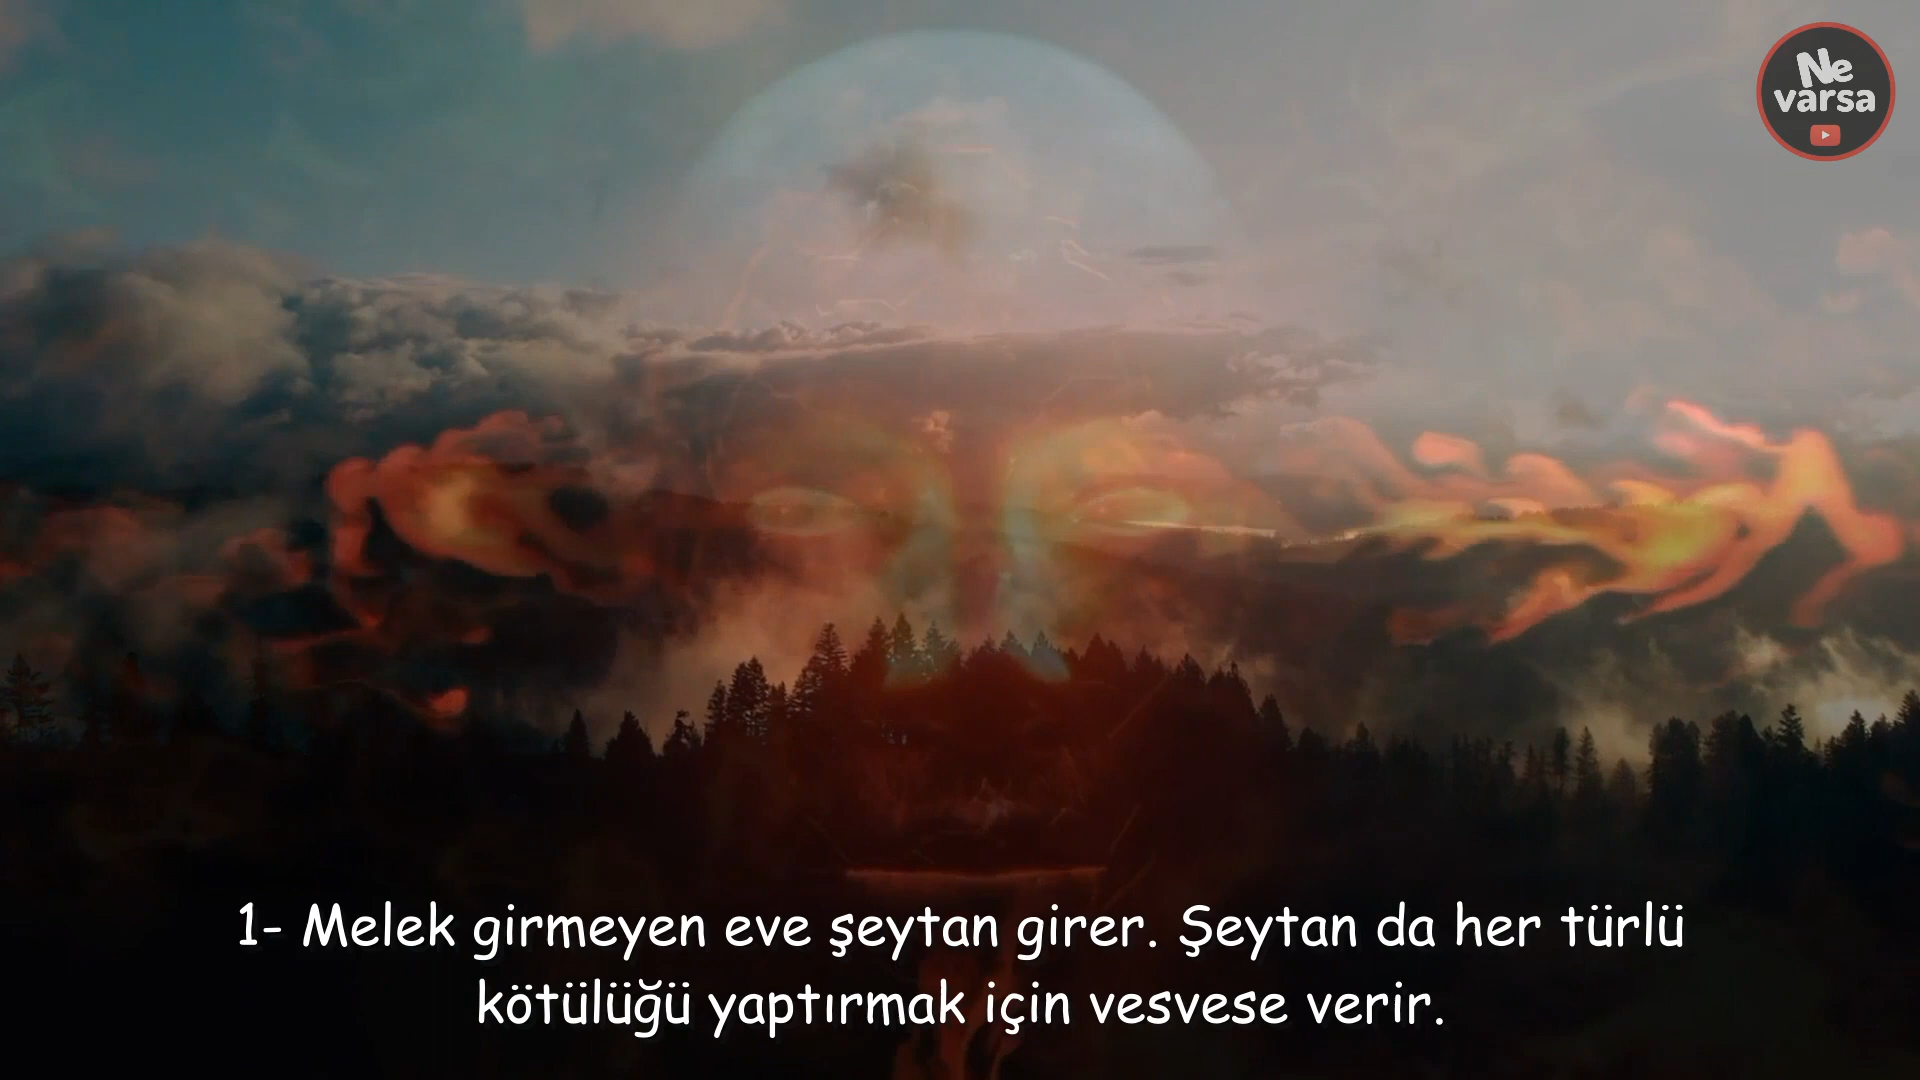 Ne
varsa
1- Melek girmeyen eve şeytan girer. Şeytan da her türlü
kötülüğü yaptırmak için vesvese verir.